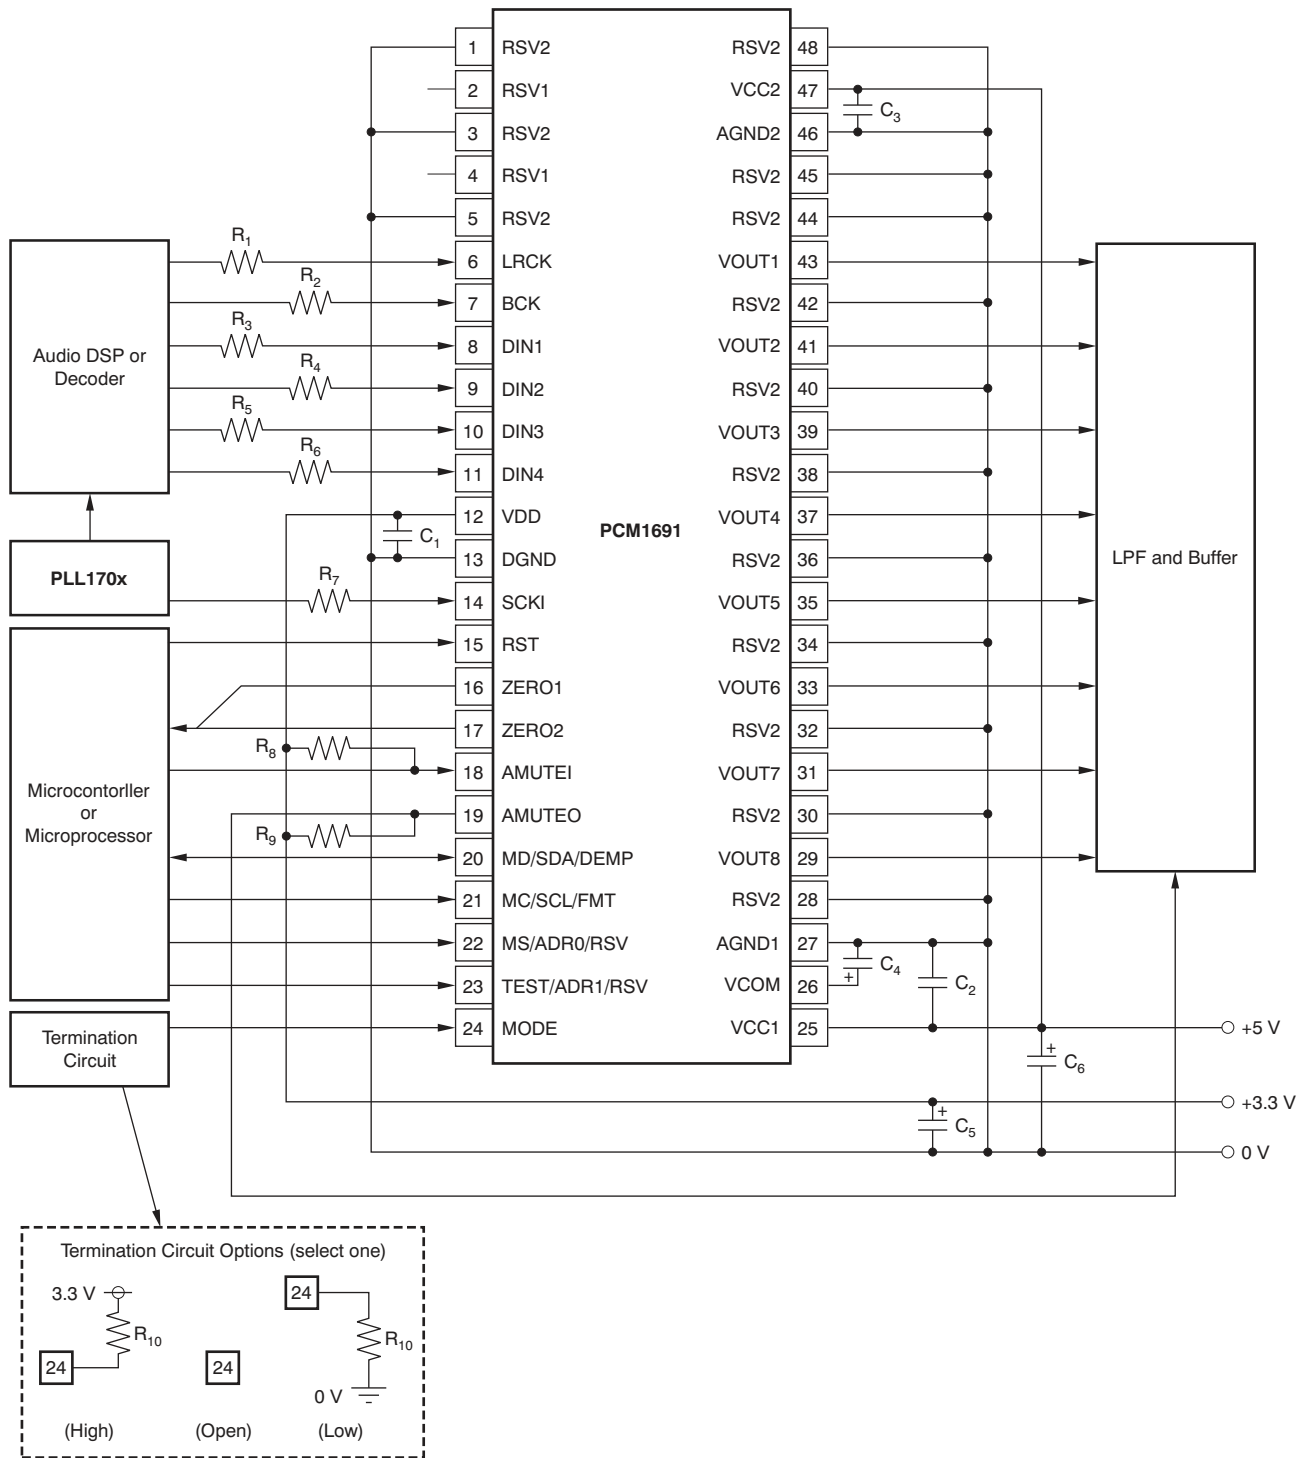 1 RSV2
2 RSV1
3 RSV2
4 RSV1
5 RSV2
6 LRCK
7 BCK
8 DIN1
9 DIN2
10 DIN3
11 DIN4
12 VDD
13 DGND
14 SCKI
15 RST
16 ZERO1
17 ZERO2
18 AMUTEI
19 AMUTEO
20 MD/SDA/DEMP
21 MC/SCL/FMT
22 MS/ADR0/RSV
23 TEST/ADR1/RSV
24 MODE
PCM1691
RSV2 48
VCC2 47
AGND2 46
RSV2 45
RSV2 44
VOUT1 43
RSV2 42
VOUT2 41
RSV2 40
VOUT3 39
RSV2 38
VOUT4 37
RSV2 36
VOUT5 35
RSV2 34
VOUT6 33
RSV2 32
VOUT7 31
RSV2 30
VOUT8 29
RSV2 28
AGND1 27
VCOM 26
VCC1 25
R1
R2
R3
R4
R5
R6
C1
R7
R8
R9
C3
C4
+
C2
+
C6
+
C5
+5 V
+3.3 V
0 V
Audio DSP or
Decoder
PLL170x
Microcontorller
or
Microprocessor
Termination
Circuit
LPF and Buffer
Termination Circuit Options (select one)
3.3 V
R10
24
(High)
24
(Open)
24
R10
0 V
(Low)